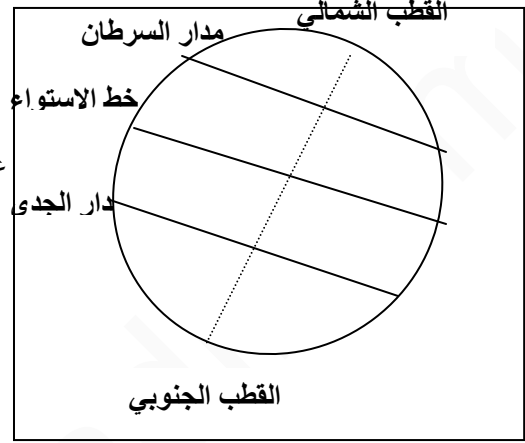 القطب الشمالي
مدار السرطان
خط الاستواء
دار الجدي
القطب الجنوبي